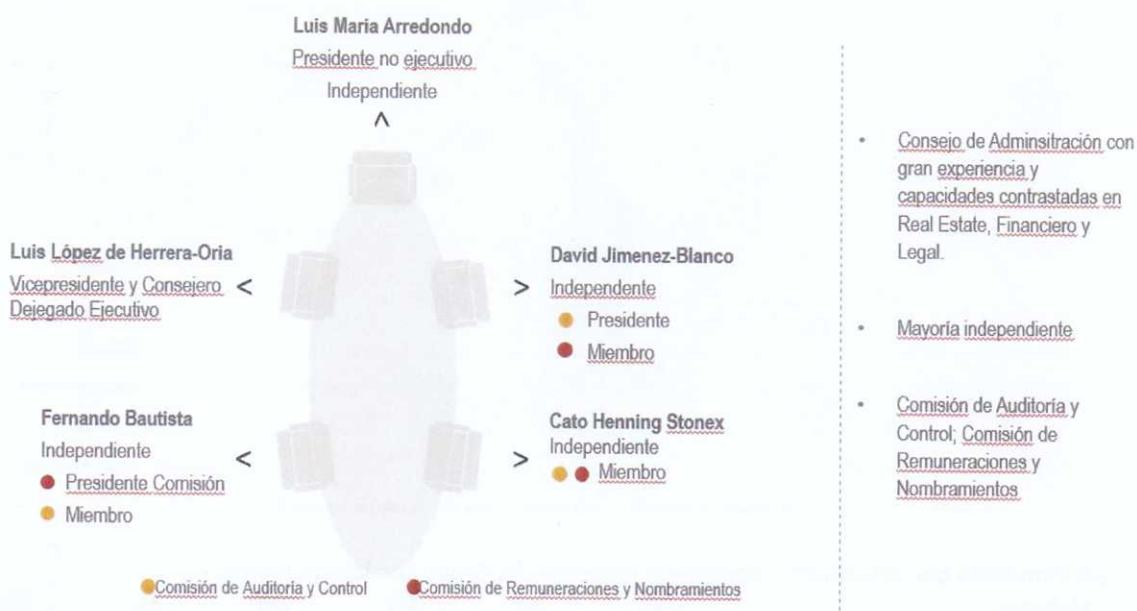 Luis Maria Arredondo
Presidente no ejecutivo
Independiente
Luis López de Herrera-Oria
Vicepresidente y Consejero
Dejegado Ejecutivo
David Jimenez-Blanco
Independente
Presidente
Miembro
Fernando Bautista
Independiente
Presidente Comisión
Miembro
Cato Henning Stonex
Independiente
Miembro
Comisión de Auditoria y Control
Comisión de Remuneraciones y Nombramientos
• Consejo de Adminsitración con
gran experiencia y
capacidades contrastadas en
Real Estate, Financiero y
Legal.
• Mayoría independiente
• Comisión de Auditoría y
Control; Comisión de
Remuneraciones y
Nombramientos